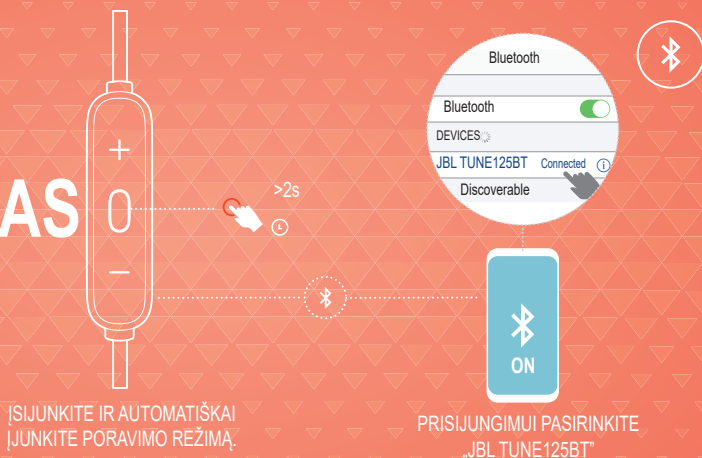 Bluetooth
Bluetooth
DEVICES
JBL TUNE125BT Connected
Discoverable
AS
>2s
ON
ĮSIJUNKITE IR AUTOMATIŠKAI
ĮJUNKITE PORAVIMO REŽIMĄ.
PRISIJUNGIMUI PASIRINKITE
„JBL TUNE125BT”